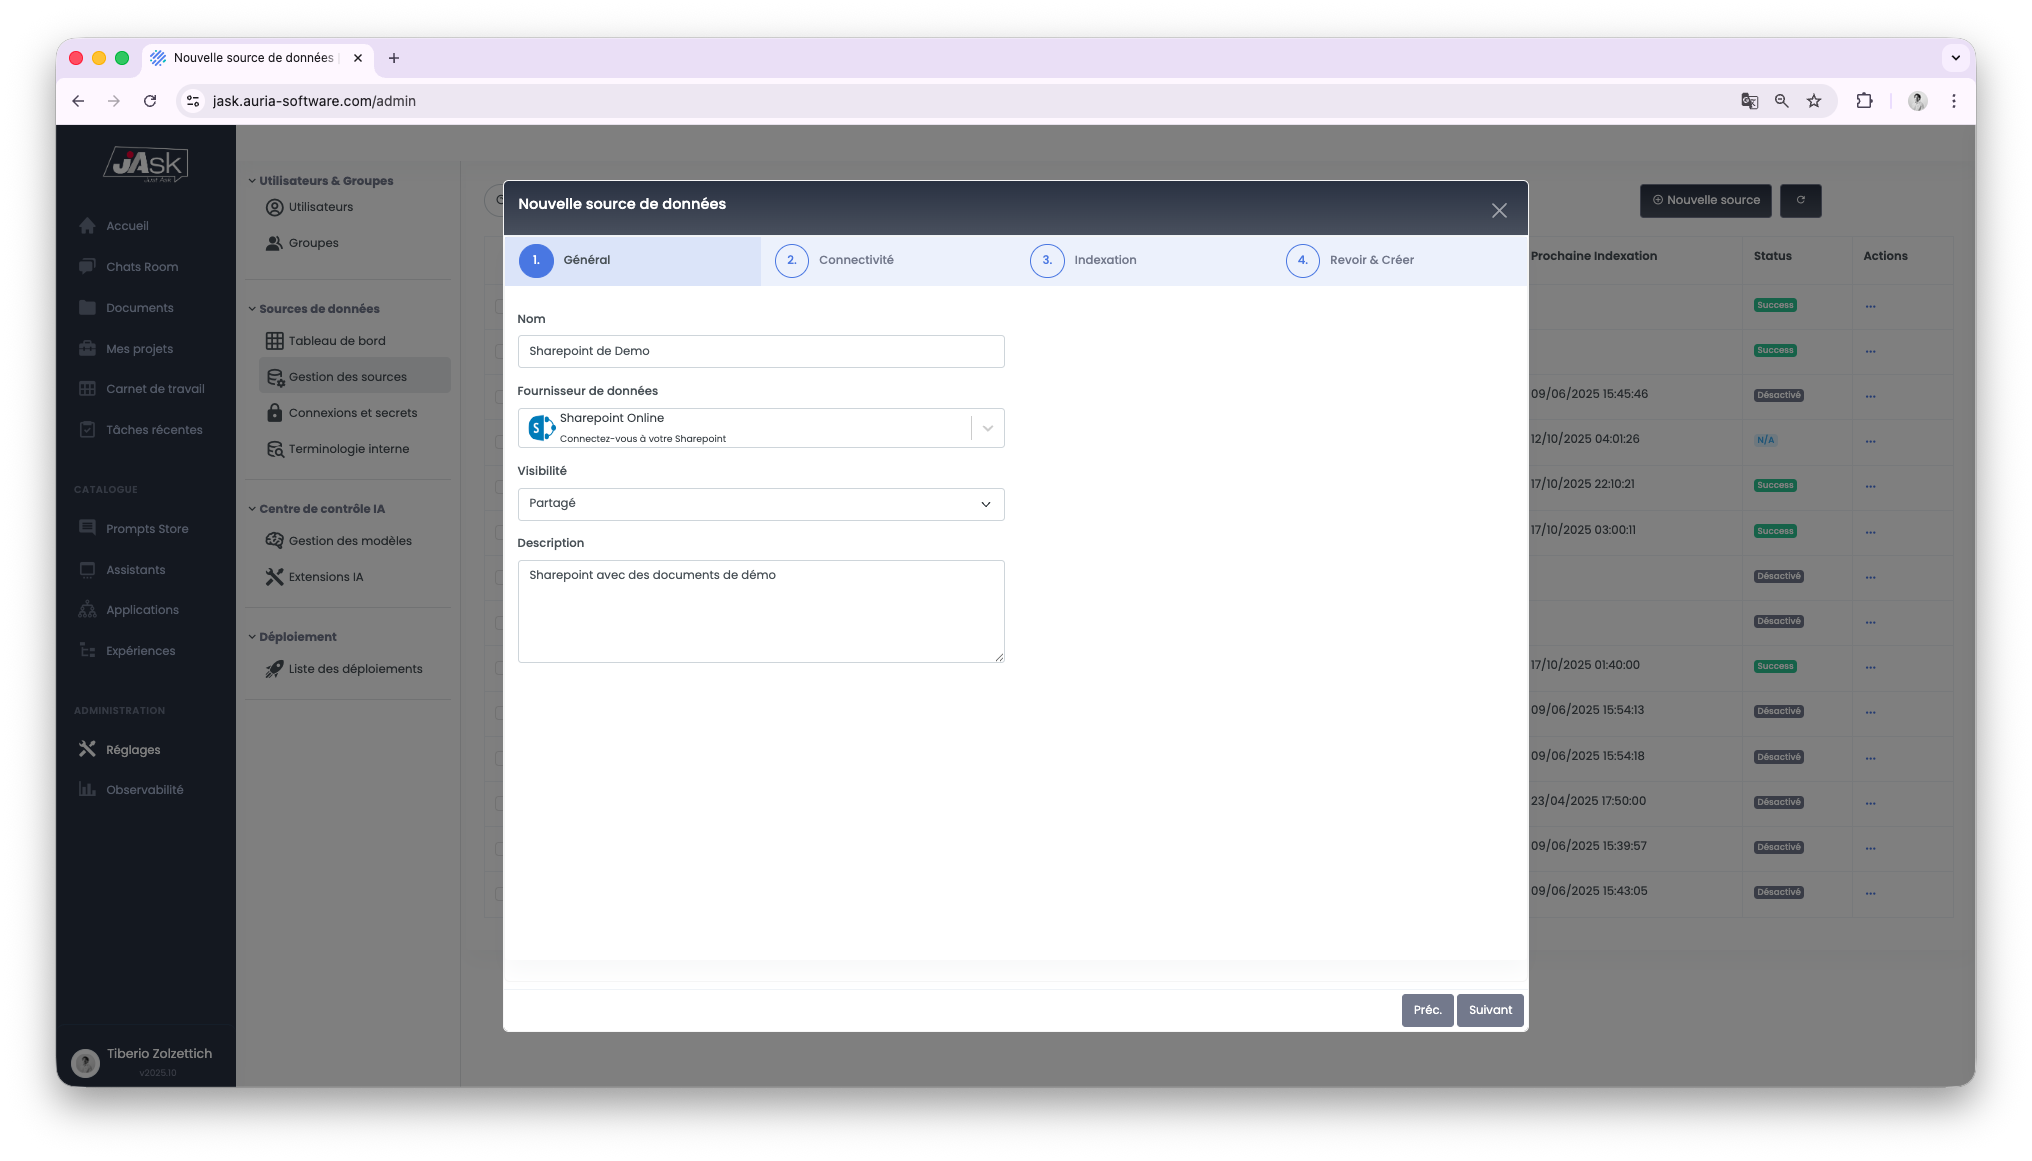 Nouvelle source de données
jask.auria-software.com/admin
jAsk
Just Ask
Accueil
Chats Room
Documents
Mes projets
Carnet de travail
Tâches récentes
CATALOGUE
Prompts Store
Assistants
Applications
Expériences
ADMINISTRATION
Réglages
Observabilité
Tiberio Zolzettich
v2025.10
Utilisateurs & Groupes
Utilisateurs
Groupes
Sources de données
Tableau de bord
Gestion des sources
Connexions et secrets
Terminologie interne
Centre de contrôle IA
Gestion des modèles
Extensions IA
Déploiement
Liste des déploiements
Nouvelle source de données
1. Général
2. Connectivité
3. Indexation
4. Revoir & Créer
Nom
Sharepoint de Demo
Fournisseur de données
S
Sharepoint Online
Connectez-vous à votre Sharepoint
Visibilité
Partagé
Description
Sharepoint avec des documents de démo
Préc.
Suivant
Nouvelle source
Prochaine Indexation Status Actions
Success ...
Success ...
09/06/2025 15:45:46 Désactivé ...
12/10/2025 04:01:26 N/A ...
17/10/2025 22:10:21 Success ...
17/10/2025 03:00:11 Success ...
Désactivé ...
Désactivé ...
17/10/2025 01:40:00 Success ...
09/06/2025 15:54:13 Désactivé ...
09/06/2025 15:54:18 Désactivé ...
23/04/2025 17:50:00 Désactivé ...
09/06/2025 15:39:57 Désactivé ...
09/06/2025 15:43:05 Désactivé ...